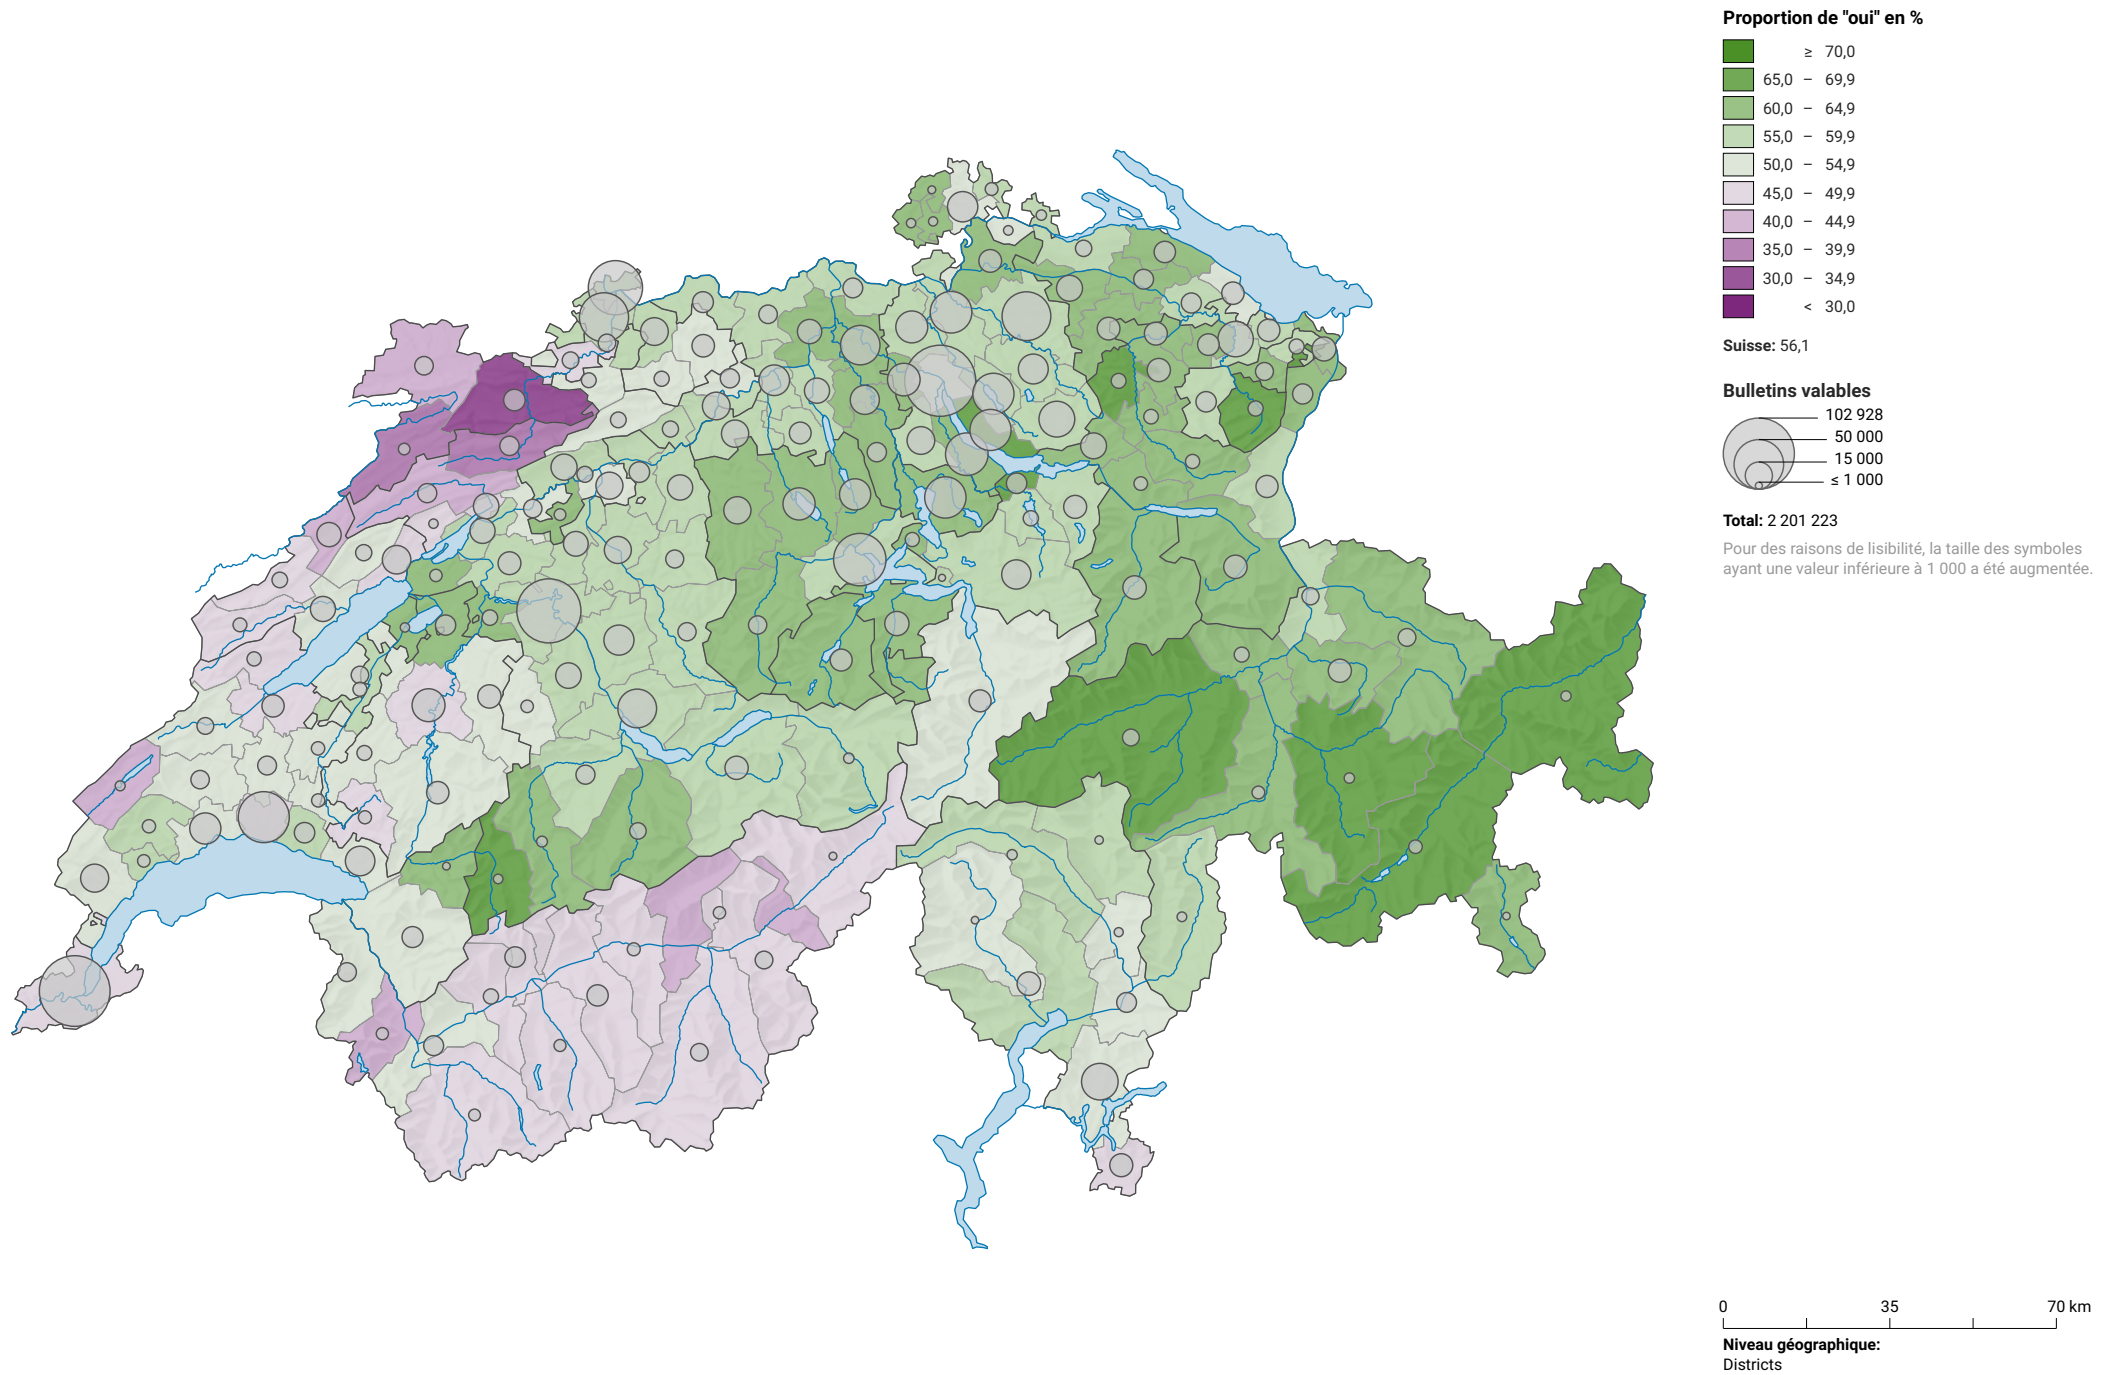 Proportion de "oui" en %
≥ 70,0
65,0 – 69,9
60,0 – 64,9
55,0 – 59,9
50,0 – 54,9
45,0 – 49,9
40,0 – 44,9
35,0 – 39,9
30,0 – 34,9
< 30,0
Suisse: 56,1
Bulletins valables
102 928
50 000
15 000
≤ 1 000
Total: 2 201 223
Pour des raisons de lisibilité, la taille des symboles
ayant une valeur inférieure à 1 000 a été augmentée.
0 35 70 km
Niveau géographique:
Districts